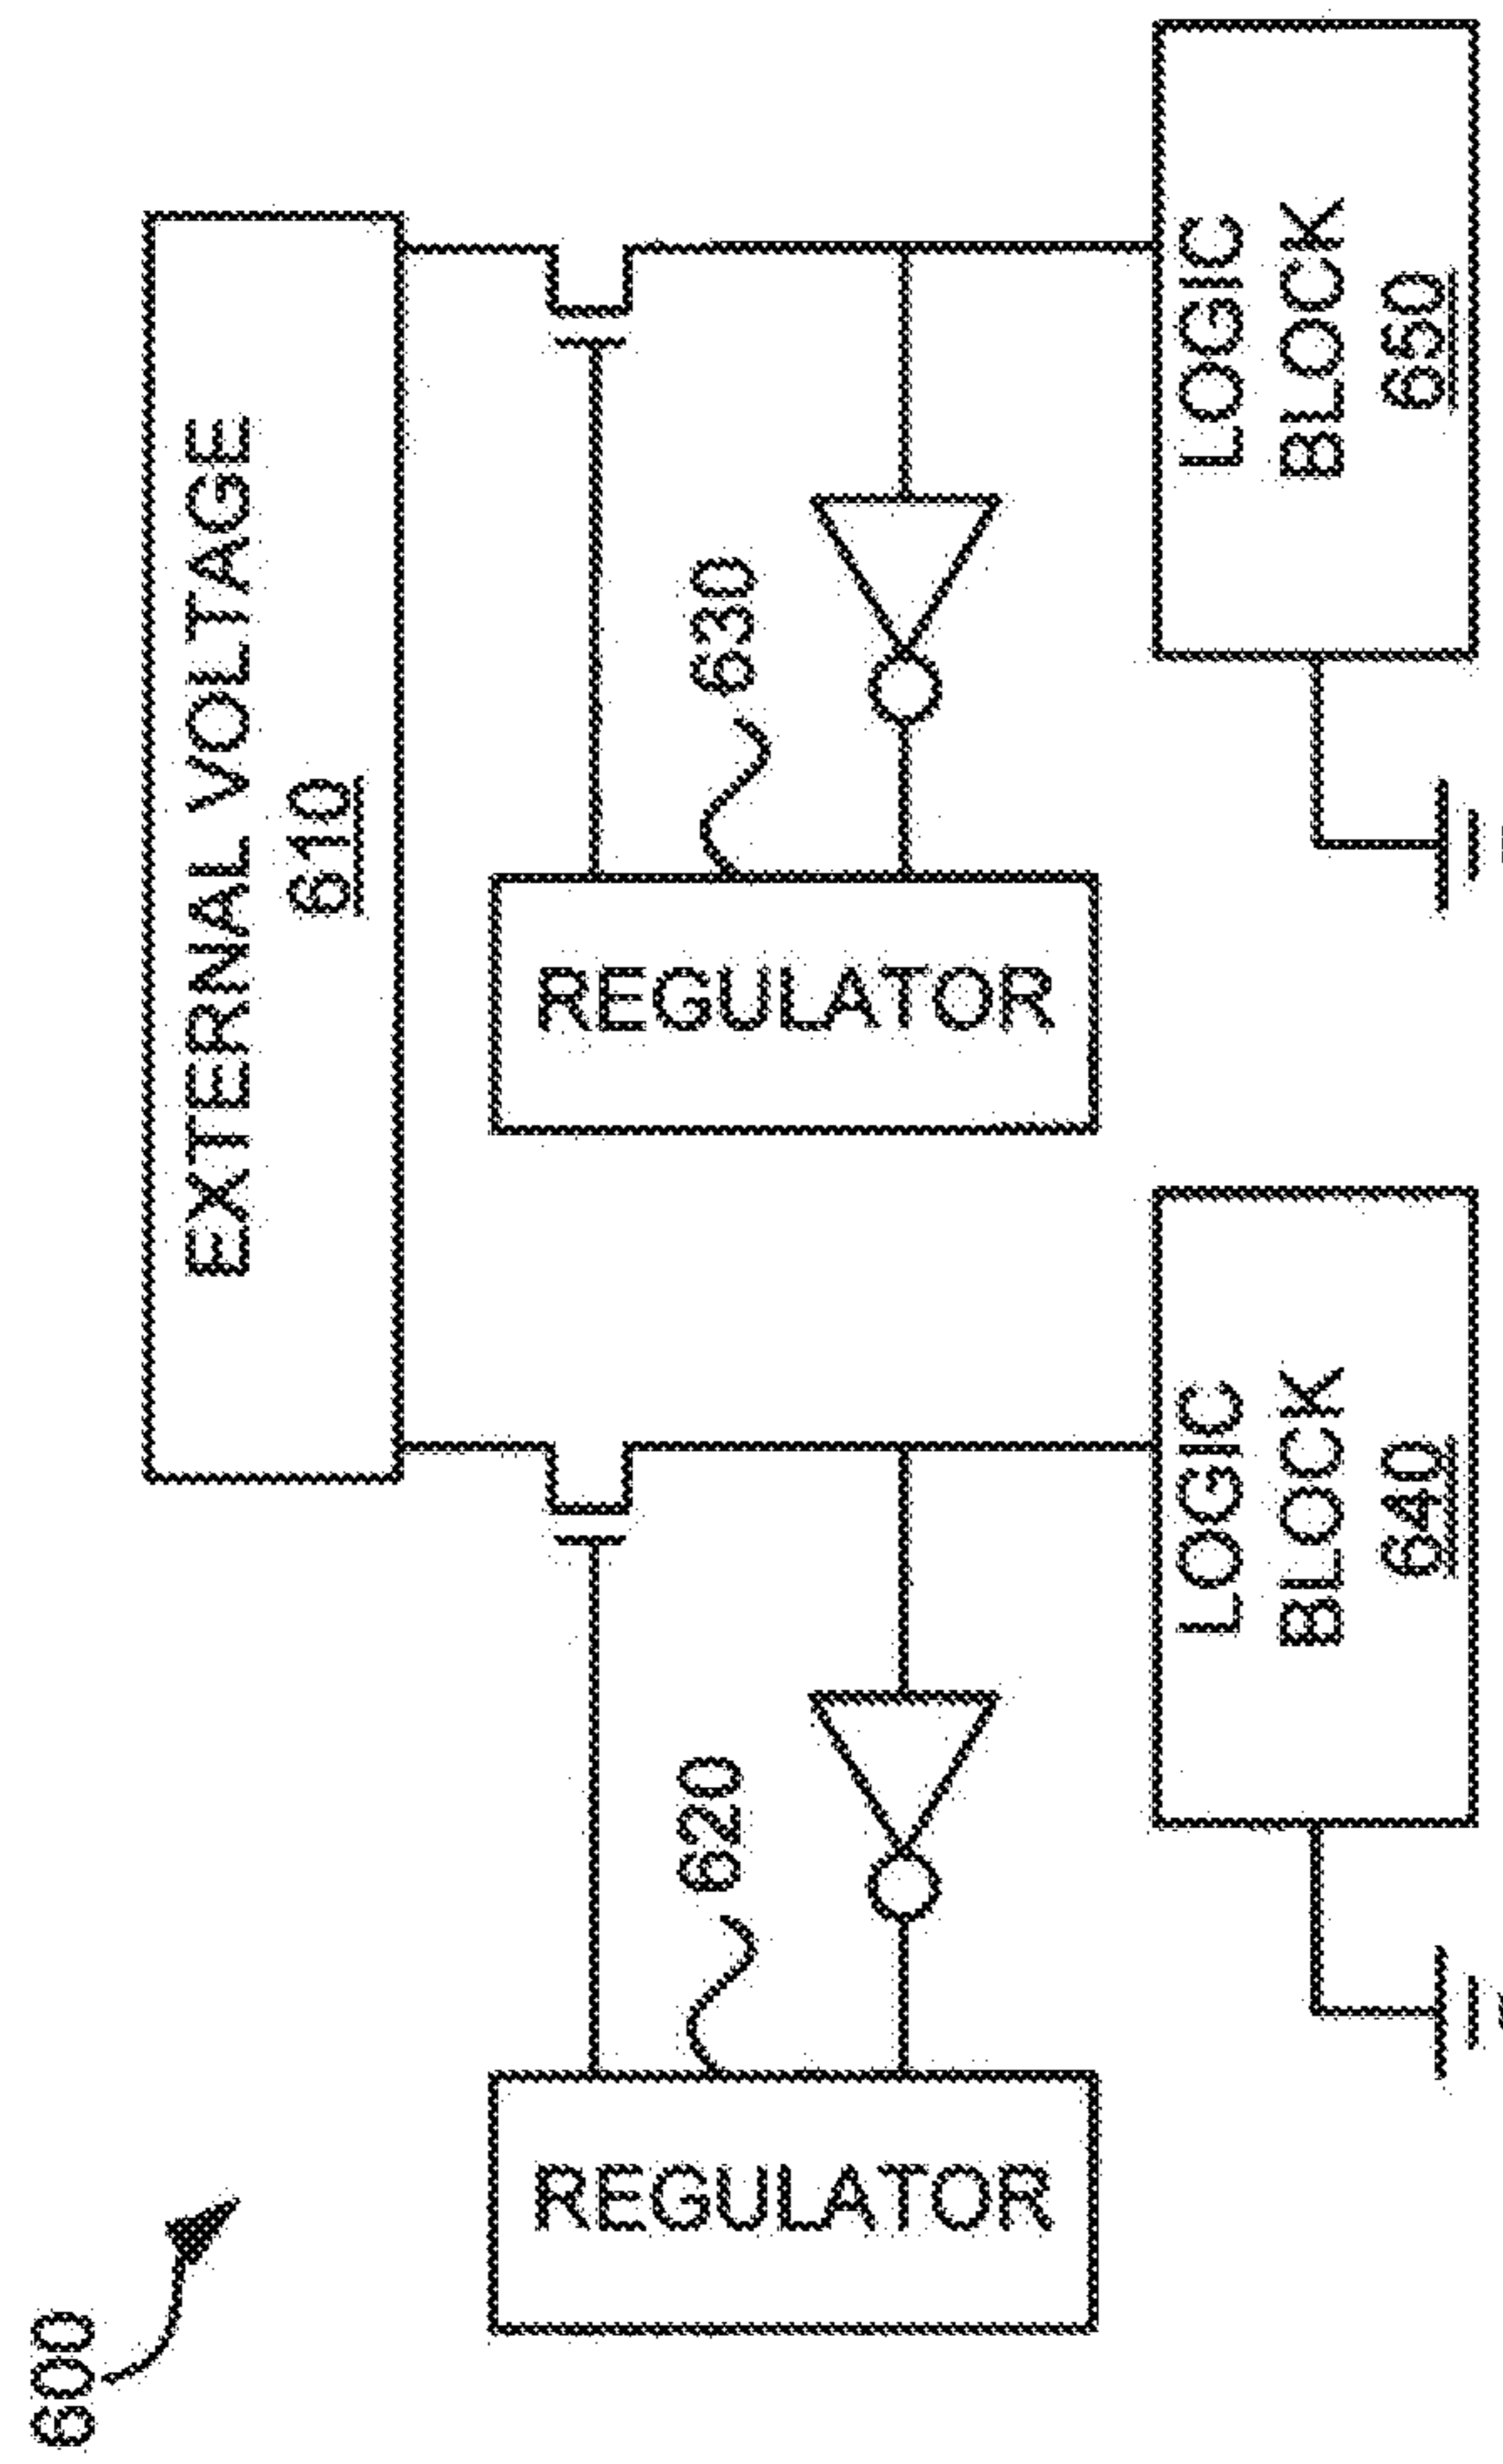 600
EXTERNAL VOLTAGE
610
REGULATOR
620
REGULATOR
630
LOGIC
BLOCK
640
LOGIC
BLOCK
650